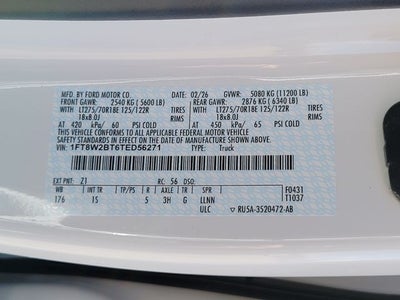 MFD. BY FORD MOTOR CO. 02/26 GVWR: 5080 KG (11200 LB)
FRONT GAWR: 2540 KG (5600 LB) REAR GAWR: 2876 KG (6340 LB)
WITH LT275/70R18E 125/122R TIRES WITH LT275/70R18E 125/122R TIRES
18x8.0J RIMS 18x8.0J RIMS
AT 420 kPa/ 60 PSI COLD AT 450 kPa/ 65 PSI COLD
THIS VEHICLE CONFORMS TO ALL APPLICABLE FEDERAL MOTOR VEHICLE
SAFETY STANDARDS IN EFFECT ON THE DATE OF MANUFACTURE SHOWN ABOVE.
VIN: 1FT8W2BT6TED56271 TYPE: Truck
EXT PNT: Z1 RC: 56 DSO:
WB INT TR TP/PS R AXLE TR SPR F0431
176 1S 5 3H G LLNN T1037
ULC RU5A-3520472-AB